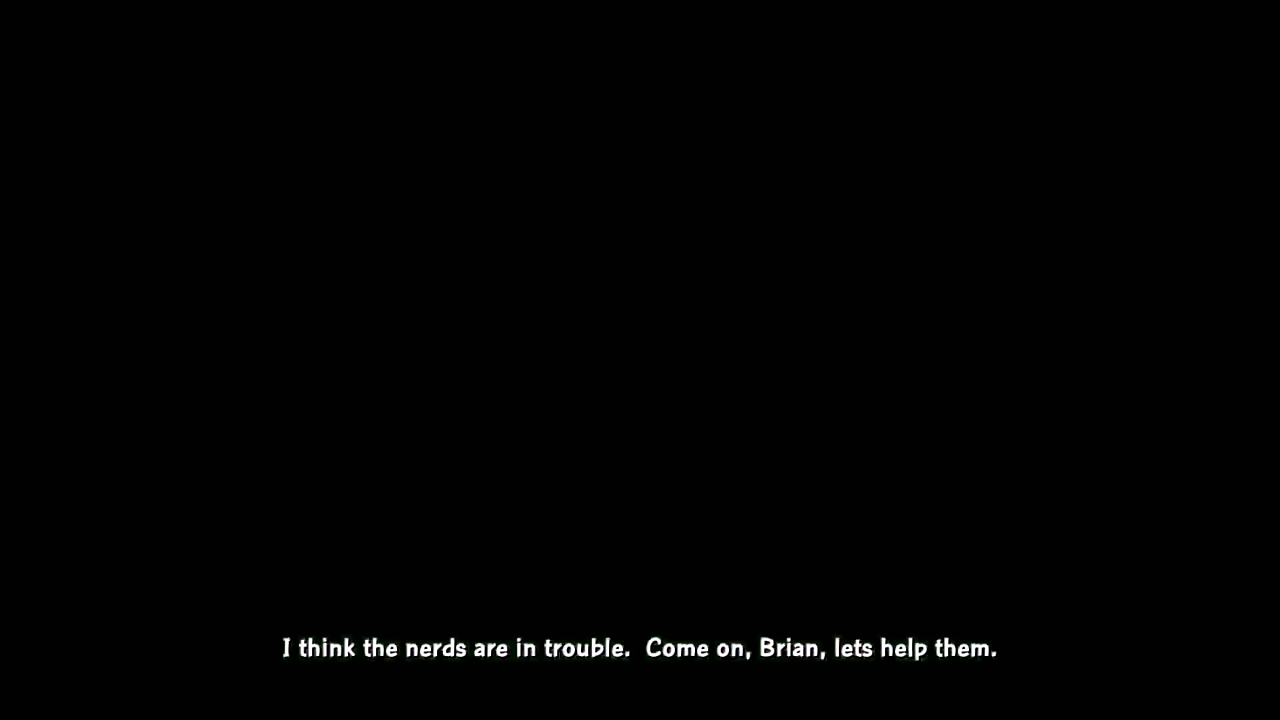 I think the nerds are in trouble.  Come on, Brian, lets help them.